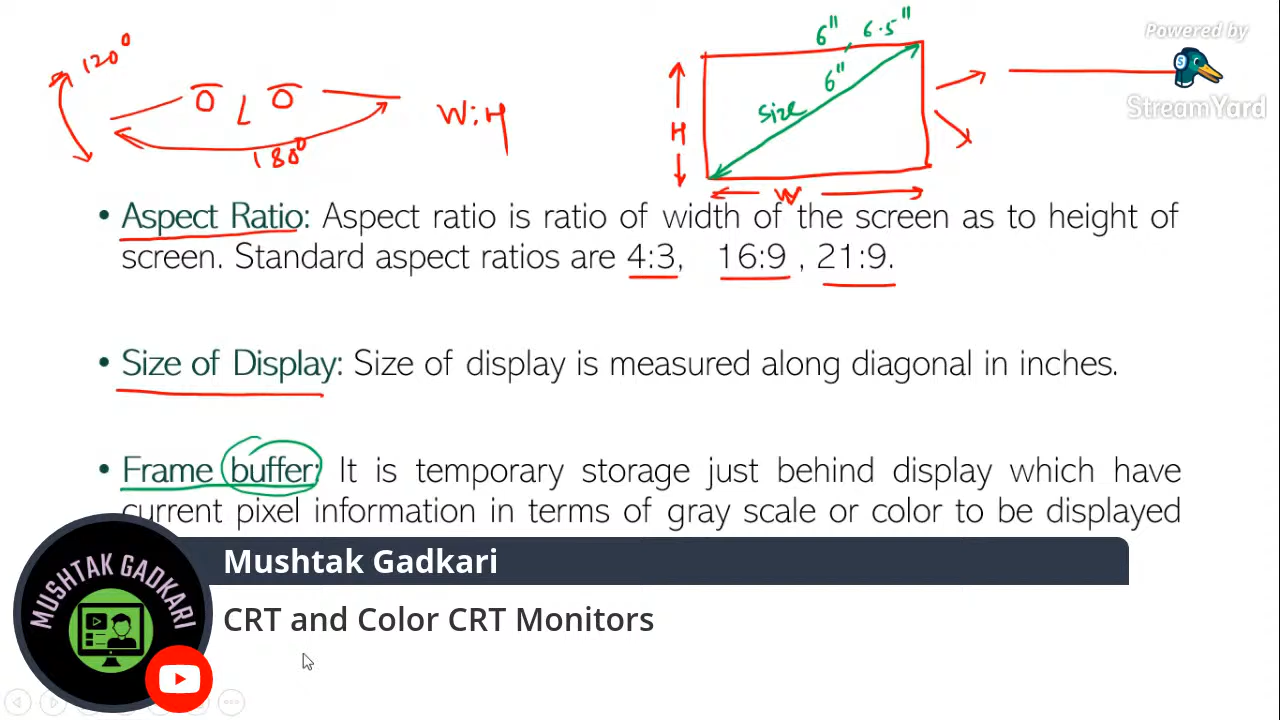 Powered by
StreamYard
120°
180°
W:H
6", 6.5"
6"
size
H
W
• Aspect Ratio: Aspect ratio is ratio of width of the screen as to height of
screen. Standard aspect ratios are 4:3, 16:9 , 21:9.
• Size of Display: Size of display is measured along diagonal in inches.
• Frame buffer: It is temporary storage just behind display which have
current pixel information in terms of gray scale or color to be displayed
MUSHTAK GADKARI
Mushtak Gadkari
CRT and Color CRT Monitors